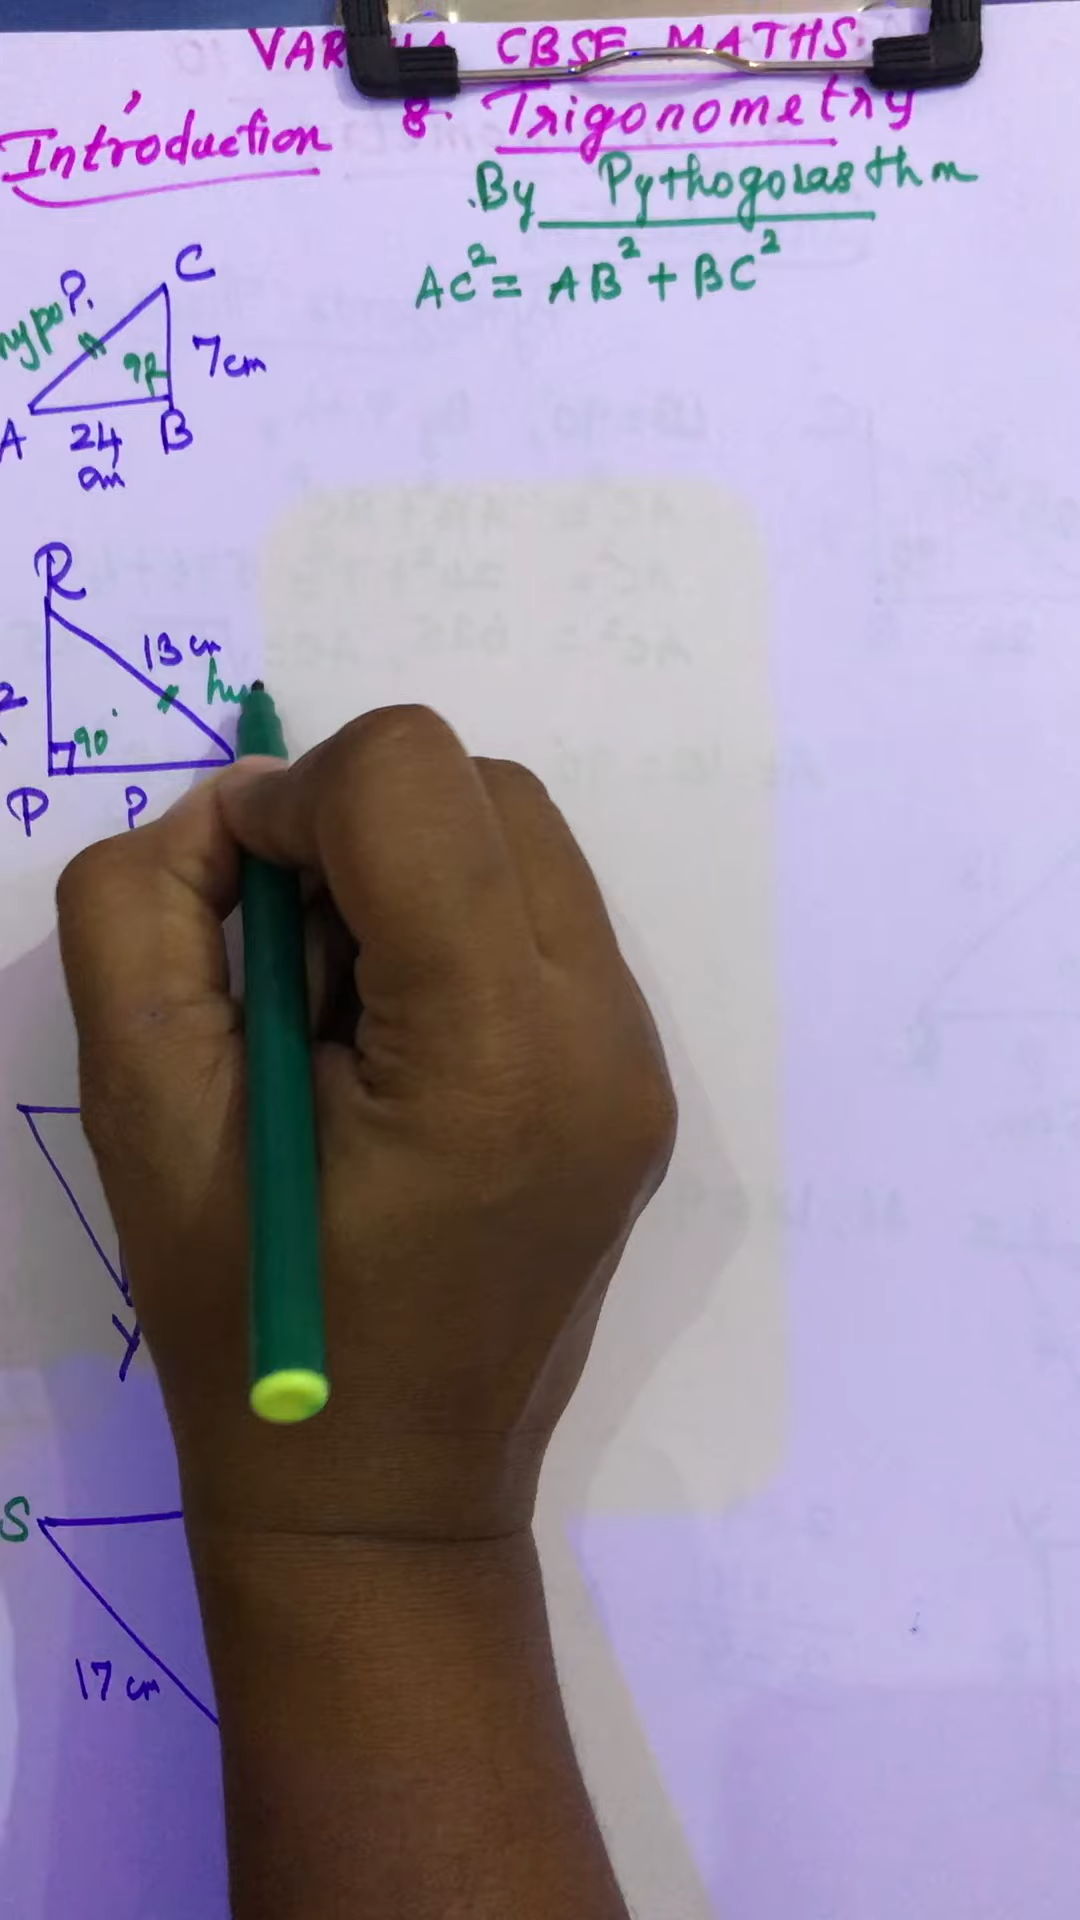 CBSE MATHS.
Introduction 8. Trigonometry
By Pythogoras thm
AC² = AB² + BC²
C
hypo P.
7cm
A 24 B
cm
R
13 cm
90°
P P
Y
S
17 cm